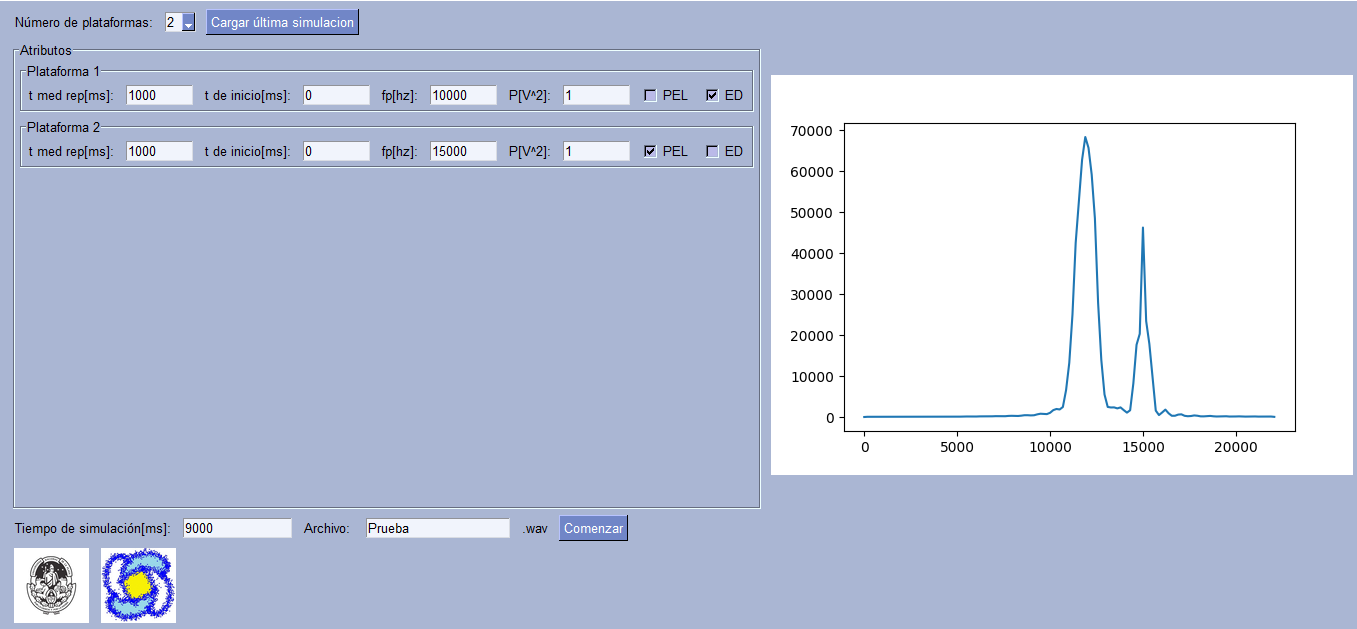 Número de plataformas: 2 Cargar última simulacion
Atributos
Plataforma 1
t med rep[ms]: 1000 t de inicio[ms]: 0 fp[hz]: 10000 P[V^2]: 1 PEL ED
Plataforma 2
t med rep[ms]: 1000 t de inicio[ms]: 0 fp[hz]: 15000 P[V^2]: 1 PEL ED
70000
60000
50000
40000
30000
20000
10000
0
0 5000 10000 15000 20000
Tiempo de simulación[ms]: 9000 Archivo: Prueba .wav Comenzar